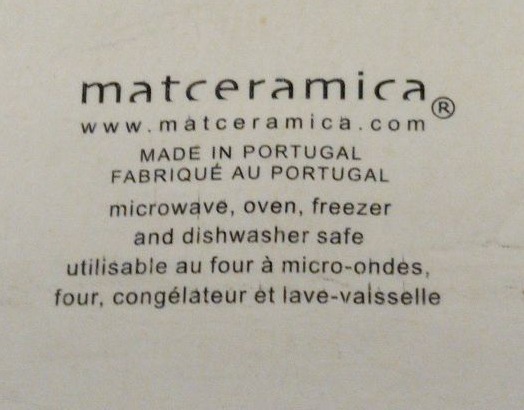 matceramica®
www.matceramica.com
MADE IN PORTUGAL
FABRIQUÉ AU PORTUGAL
microwave, oven, freezer
and dishwasher safe
utilisable au four à micro-ondes,
four, congélateur et lave-vaisselle